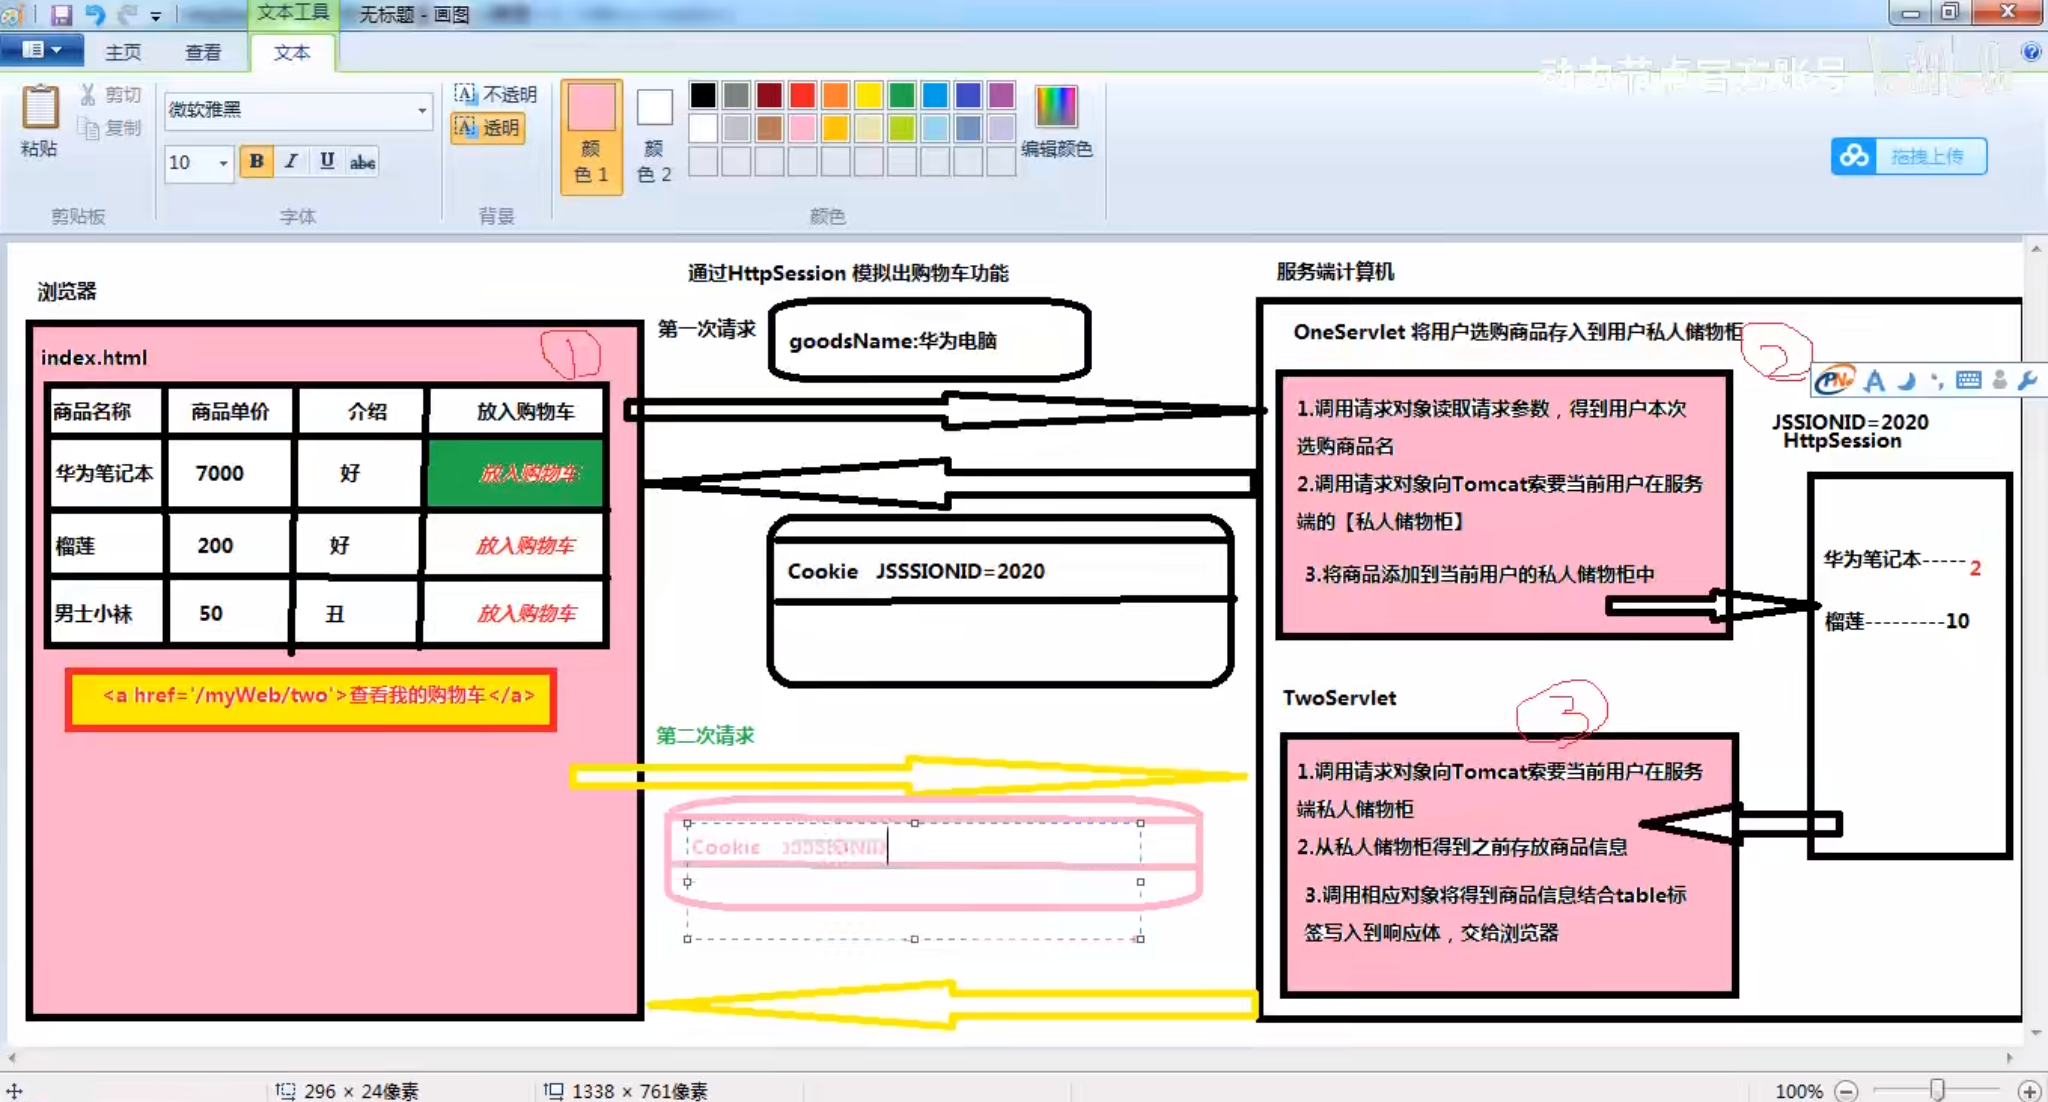 文本工具
无标题 - 画图
主页
查看
文本
动力节点官方账号
粘贴
剪切
复制
剪贴板
微软雅黑
10
B I U abc
字体
不透明
透明
背景
颜色 1
颜色 2
颜色
编辑颜色
拖拽上传
浏览器
通过HttpSession 模拟出购物车功能
服务端计算机
index.html
1
商品名称 商品单价 介绍 放入购物车
华为笔记本 7000 好 放入购物车
榴莲 200 好 放入购物车
男士小袜 50 丑 放入购物车
<a href='/myWeb/two'>查看我的购物车</a>
第一次请求
goodsName:华为电脑
Cookie JSSSIONID=2020
第二次请求
Cookie JSSSIONID
OneServlet 将用户选购商品存入到用户私人储物柜
2
1.调用请求对象读取请求参数，得到用户本次
选购商品名
2.调用请求对象向Tomcat索要当前用户在服务
端的【私人储物柜】
3.将商品添加到当前用户的私人储物柜中
JSSIONID=2020
HttpSession
华为笔记本-----2
榴莲---------10
TwoServlet
3
1.调用请求对象向Tomcat索要当前用户在服务
端私人储物柜
2.从私人储物柜得到之前存放商品信息
3.调用相应对象将得到商品信息结合table标
签写入到响应体，交给浏览器
296 × 24像素
1338 × 761像素
100%